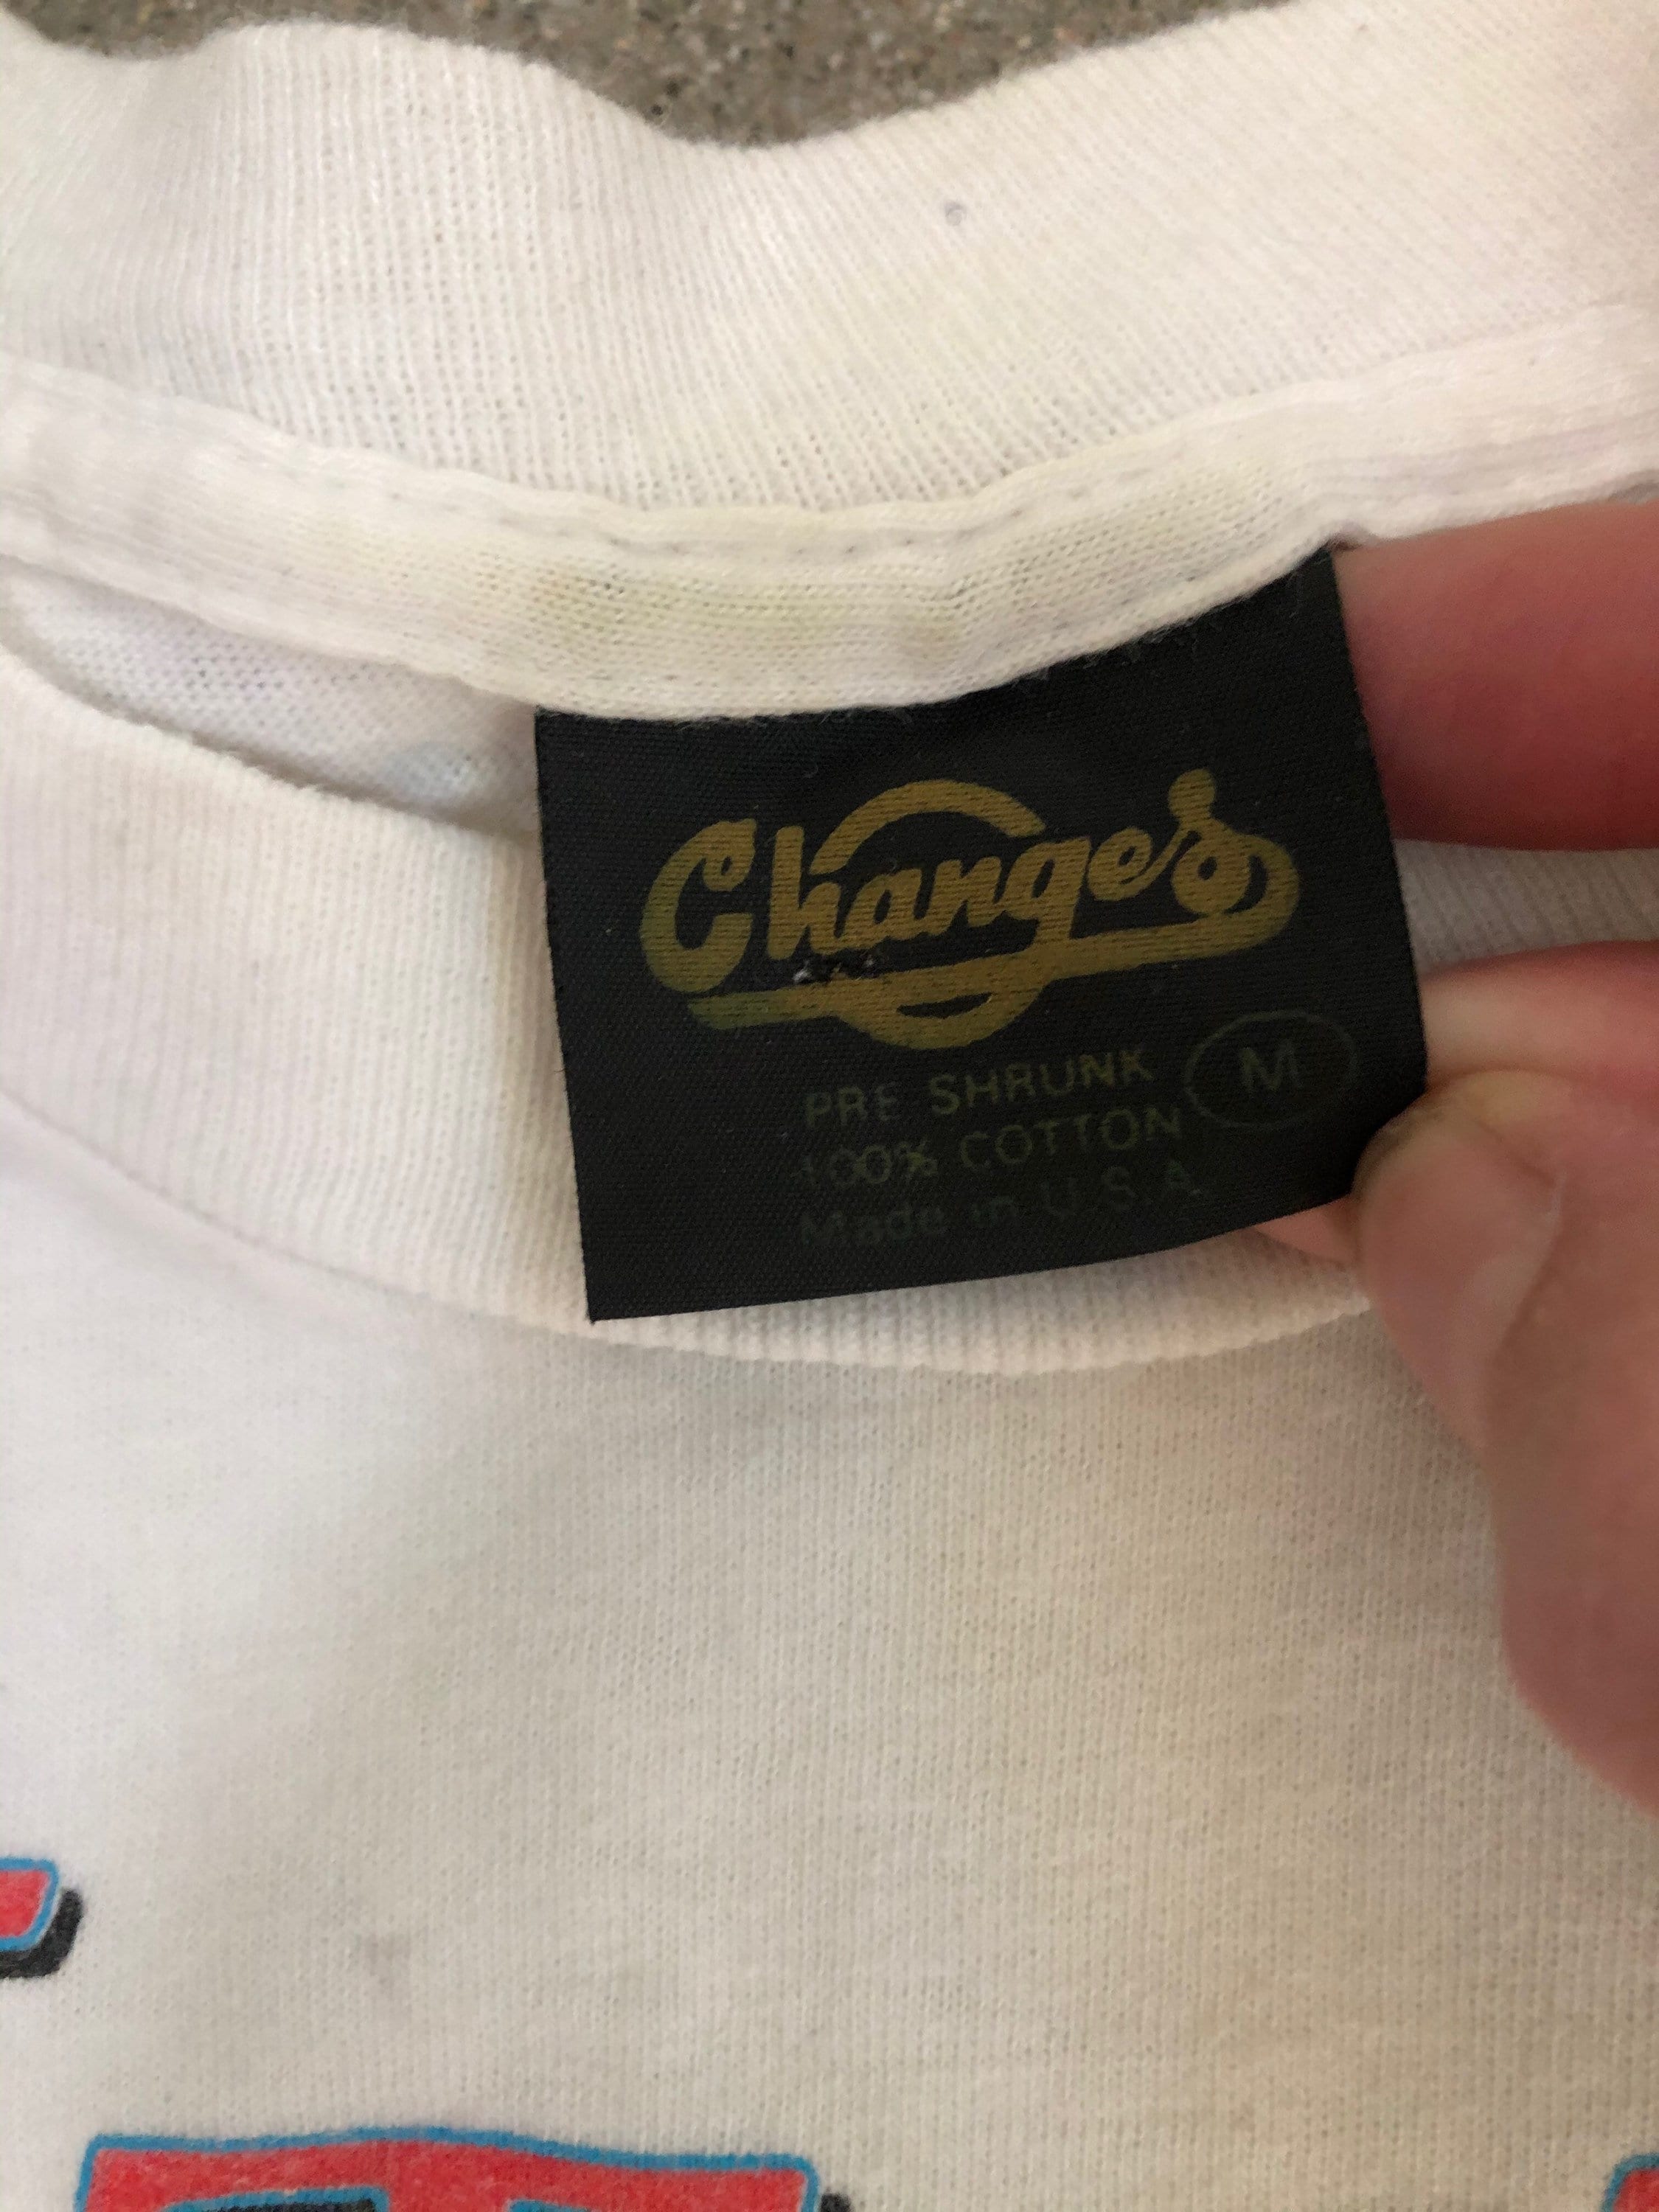 Changes
PRE SHRUNK
M
100% COTTON
Made in U.S.A